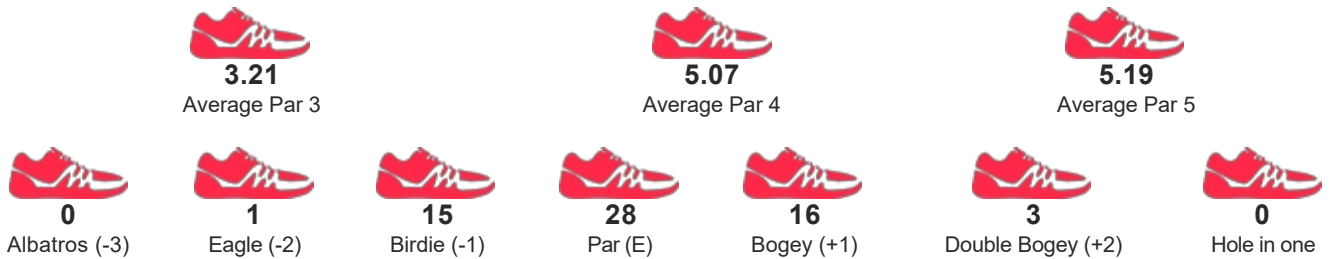 3.21 5.07 5.19
Average Par 3 Average Par 4 Average Par 5
0 1 15 28 16 3 0
Albatros (-3) Eagle (-2) Birdie (-1) Par (E) Bogey (+1) Double Bogey (+2) Hole in one